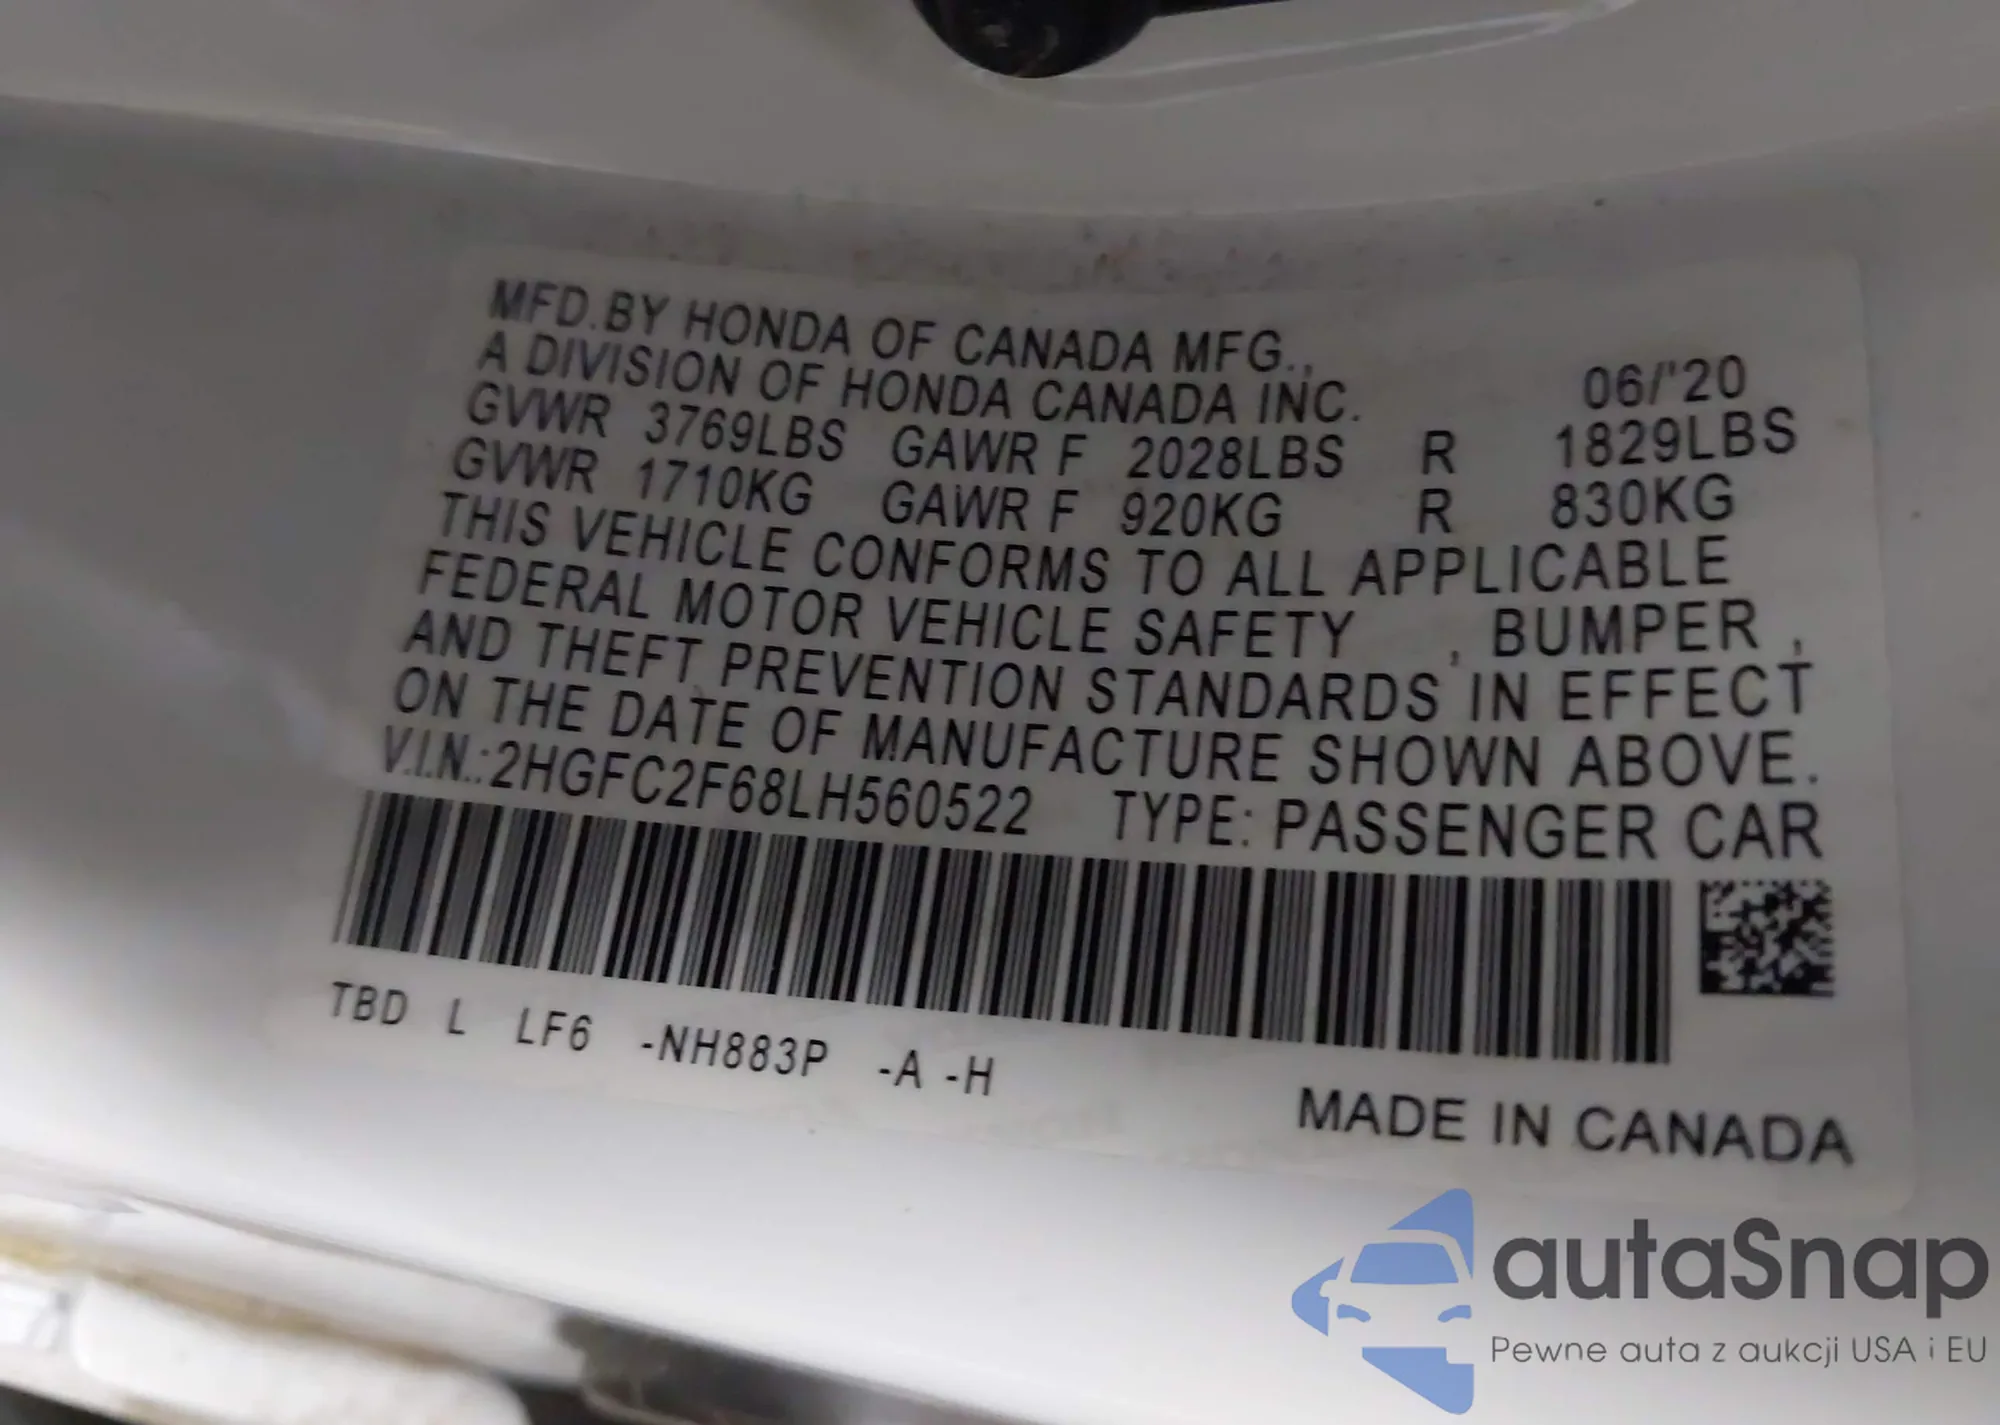 MFD.BY HONDA OF CANADA MFG.,
A DIVISION OF HONDA CANADA INC. 06/'20
GVWR 3769LBS GAWR F 2028LBS R 1829LBS
GVWR 1710KG GAWR F 920KG R 830KG
THIS VEHICLE CONFORMS TO ALL APPLICABLE
FEDERAL MOTOR VEHICLE SAFETY , BUMPER ,
AND THEFT PREVENTION STANDARDS IN EFFECT
ON THE DATE OF MANUFACTURE SHOWN ABOVE.
V.I.N.:2HGFC2F68LH560522 TYPE: PASSENGER CAR
TBD L LF6 -NH883P -A -H
MADE IN CANADA
autaSnap
Pewne auta z aukcji USA i EU